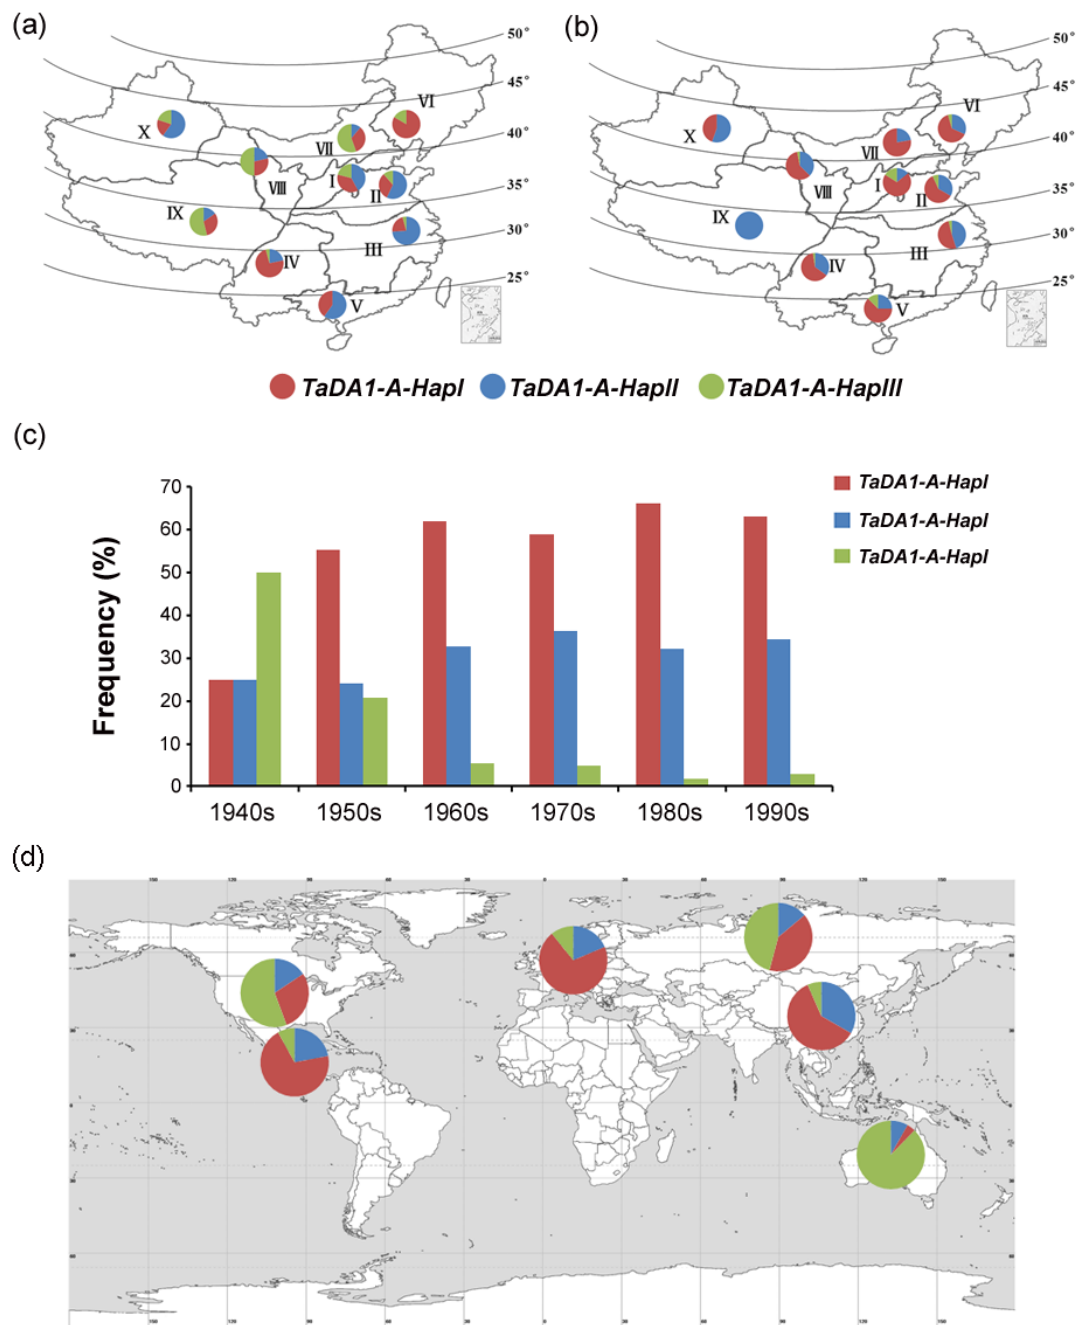 (a)
(b)
50°
45°
40°
35°
30°
25°
VI
X
VII
VIII
I
II
IX
III
IV
V
50°
45°
40°
35°
30°
25°
VI
X
VII
VIII
I
II
IX
III
IV
V
TaDA1-A-HapI TaDA1-A-HapII TaDA1-A-HapIII
(c)
Frequency (%)
70
60
50
40
30
20
10
0
1940s 1950s 1960s 1970s 1980s 1990s
TaDA1-A-HapI
TaDA1-A-HapI
TaDA1-A-HapI
(d)